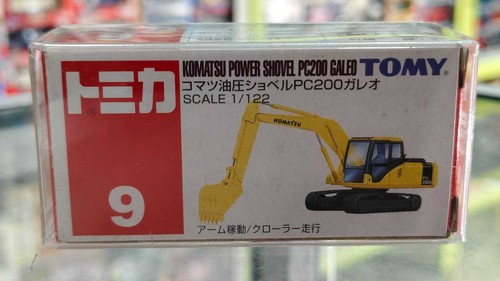 トミカ
9
KOMATSU POWER SHOVEL PC200 GALEO
TOMY
コマツ油圧ショベルPC200ガレオ
SCALE 1/122
KOMATSU
アーム稼動/クローラー走行